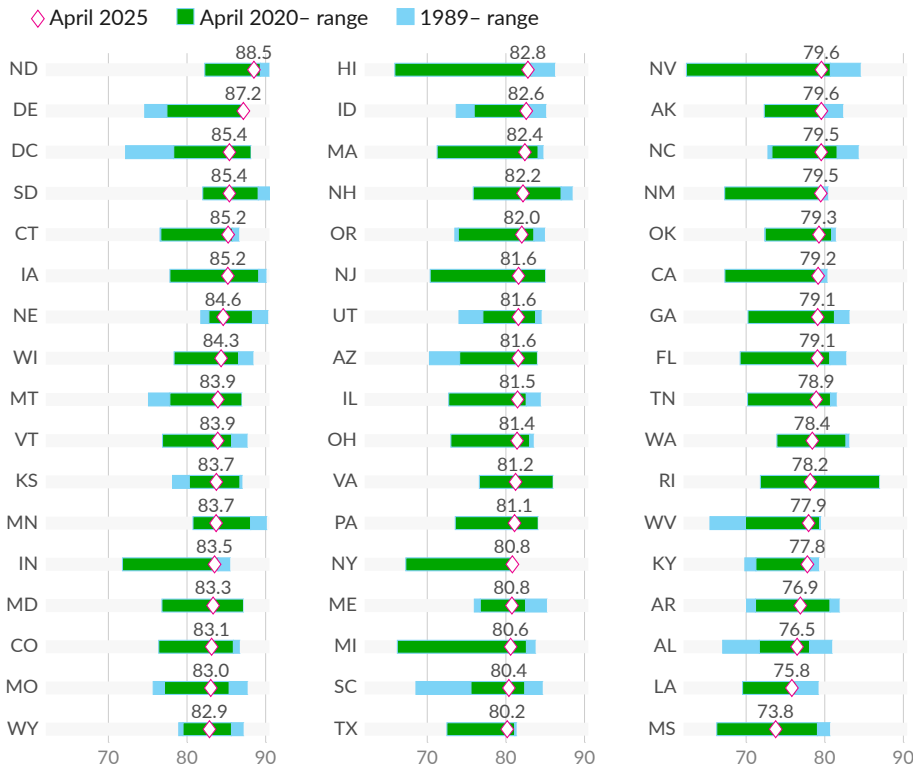 April 2025 April 2020– range 1989– range
ND 88.5
DE 87.2
DC 85.4
SD 85.4
CT 85.2
IA 85.2
NE 84.6
WI 84.3
MT 83.9
VT 83.9
KS 83.7
MN 83.7
IN 83.5
MD 83.3
CO 83.1
MO 83.0
WY 82.9
70 80 90
HI 82.8
ID 82.6
MA 82.4
NH 82.2
OR 82.0
NJ 81.6
UT 81.6
AZ 81.6
IL 81.5
OH 81.4
VA 81.2
PA 81.1
NY 80.8
ME 80.8
MI 80.6
SC 80.4
TX 80.2
70 80 90
NV 79.6
AK 79.6
NC 79.5
NM 79.5
OK 79.3
CA 79.2
GA 79.1
FL 79.1
TN 78.9
WA 78.4
RI 78.2
WV 77.9
KY 77.8
AR 76.9
AL 76.5
LA 75.8
MS 73.8
70 80 90